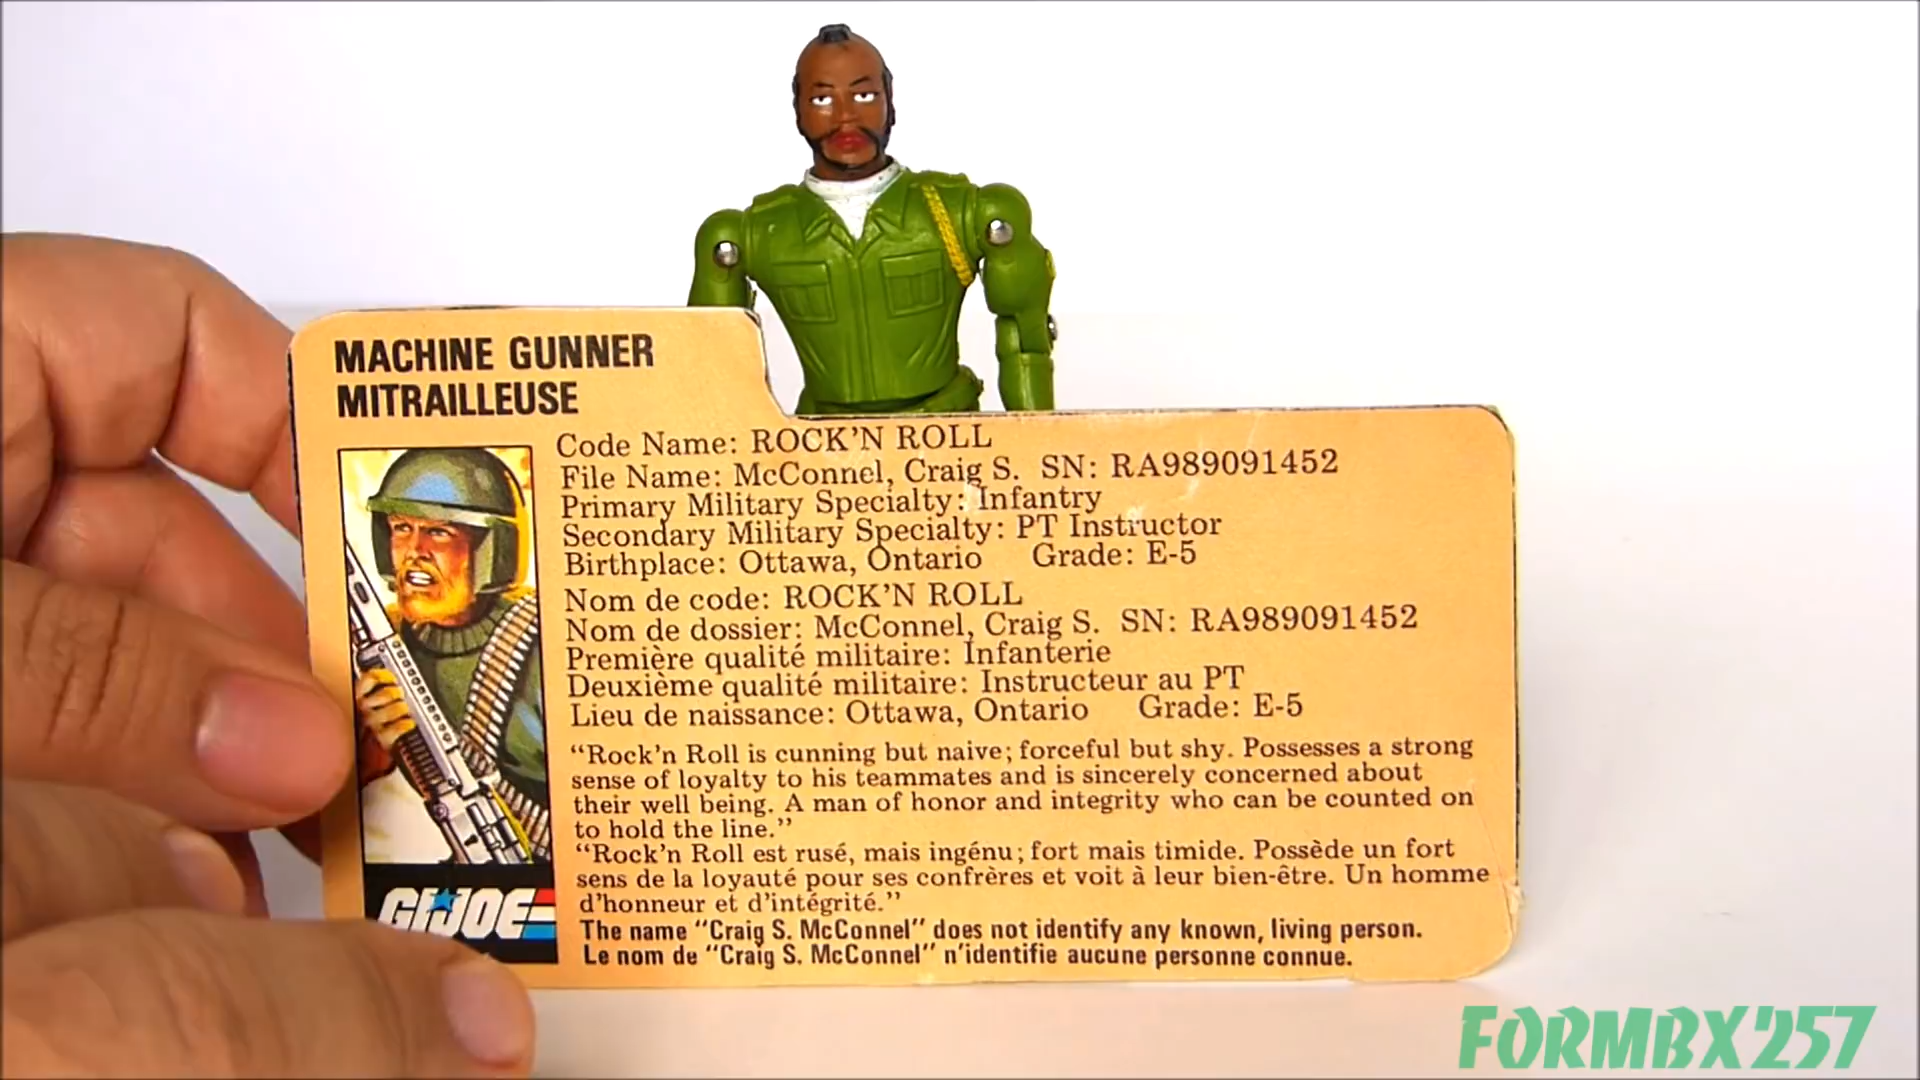 MACHINE GUNNER
MITRAILLEUSE
Code Name: ROCK'N ROLL
File Name: McConnel, Craig S. SN: RA989091452
Primary Military Specialty: Infantry
Secondary Military Specialty: PT Instructor
Birthplace: Ottawa, Ontario Grade: E-5
Nom de code: ROCK'N ROLL
Nom de dossier: McConnel, Craig S. SN: RA989091452
Première qualité militaire: Infanterie
Deuxième qualité militaire: Instructeur au PT
Lieu de naissance: Ottawa, Ontario Grade: E-5
“Rock'n Roll is cunning but naive; forceful but shy. Possesses a strong
sense of loyalty to his teammates and is sincerely concerned about
their well being. A man of honor and integrity who can be counted on
to hold the line.”
“Rock'n Roll est rusé, mais ingénu; fort mais timide. Possède un fort
sens de la loyauté pour ses confrères et voit à leur bien-être. Un homme
d'honneur et d'intégrité.”
The name “Craig S. McConnel” does not identify any known, living person.
Le nom de “Craig S. McConnel” n'identifie aucune personne connue.
GI JOE
FORMBX257